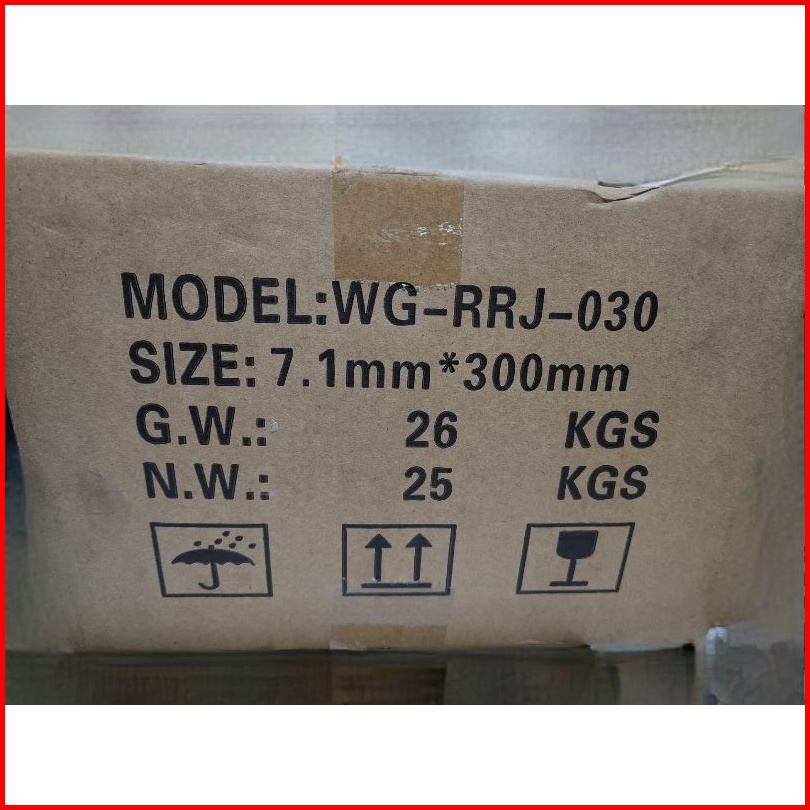 MODEL:WG-RRJ-030
SIZE: 7.1mm*300mm
G.W.: 26 KGS
N.W.: 25 KGS